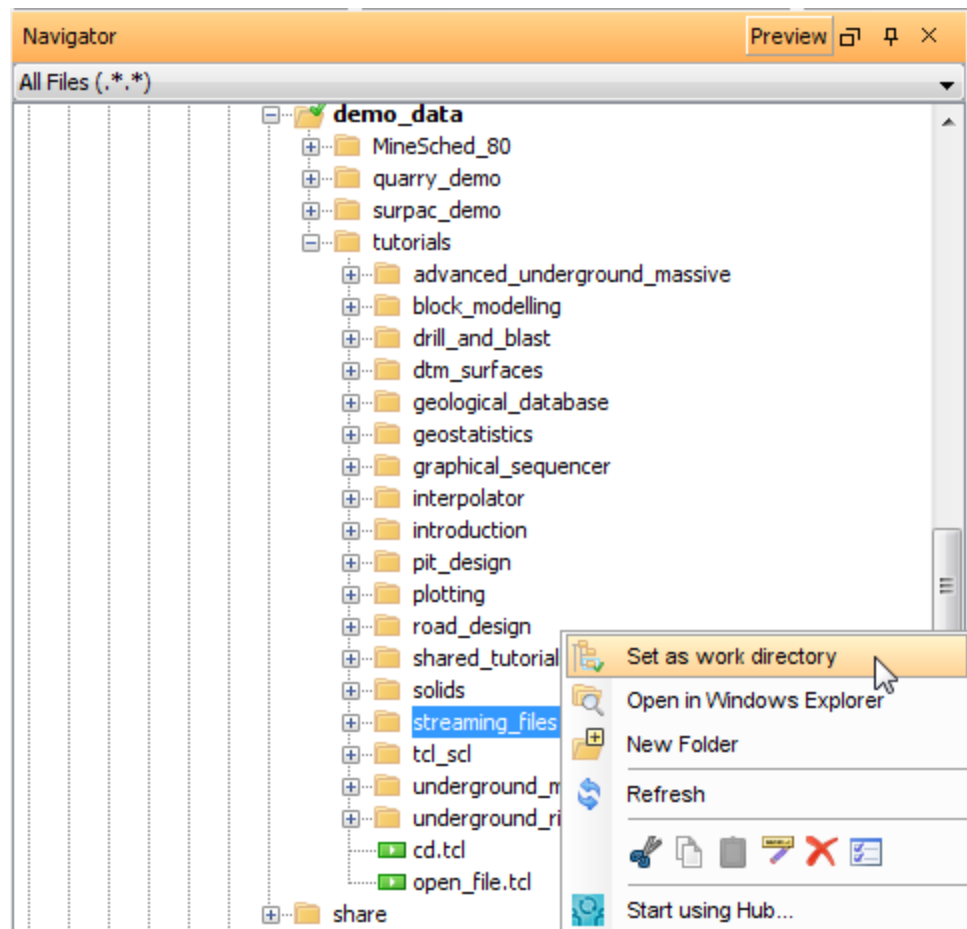 Navigator
Preview
All Files (.*.*)
demo_data
MineSched_80
quarry_demo
surpac_demo
tutorials
advanced_underground_massive
block_modelling
drill_and_blast
dtm_surfaces
geological_database
geostatistics
graphical_sequencer
interpolator
introduction
pit_design
plotting
road_design
shared_tutorial
solids
streaming_files
tcl_scl
underground_m
underground_ri
cd.tcl
open_file.tcl
share
Set as work directory
Open in Windows Explorer
New Folder
Refresh
Start using Hub...